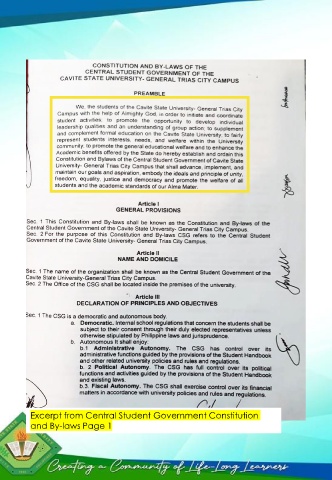 CONSTITUTION AND BY-LAWS OF THE
CENTRAL STUDENT GOVERNMENT OF THE
CAVITE STATE UNIVERSITY- GENERAL TRIAS CITY CAMPUS
PREAMBLE
We, the students of the Cavite State University- General Trias City
Campus with the help of Almighty God, in order to initiate and coordinate
student activities, to promote the opportunity to develop individual
leadership qualities and an understanding of group action; to supplement
and complement formal education on the Cavite State University, to fairly
represent students interests, needs, and welfare within the University
community, to promote the general educational welfare and to enhance the
Academic benefits offered by the State do hereby establish and ordain this
Constitution and Bylaws of the Central Student Government of Cavite State
University- General Trias City Campus that shall advance, implement, and
maintain our goals and aspiration, embody the ideals and principle of unity,
freedom, equality, justice and democracy and promote the welfare of all
students and the academic standards of our Alma Mater.
Article I
GENERAL PROVISIONS
Sec. 1 This Constitution and By-laws shall be known as the Constitution and By-laws of the
Central Student Government of the Cavite State University- General Trias City Campus.
Sec. 2 For the purpose of this Constitution and By-laws CSG refers to the Central Student
Government of the Cavite State University- General Trias City Campus.
Article II
NAME AND DOMICILE
Sec. 1 The name of the organization shall be known as the Central Student Government of the
Cavite State University-General Trias City Campus.
Sec. 2 The Office of the CSG shall be located inside the premises of the university.
Article III
DECLARATION OF PRINCIPLES AND OBJECTIVES
Sec. 1 The CSG is a democratic and autonomous body
a. Democratic, internal school regulations that concern the students shall be
subject to their consent through their duly elected representatives unless
otherwise stipulated by Philippine laws and jurisprudence.
b. Autonomous It shall enjoy:
b.1 Administrative Autonomy. The CSG has control over its
administrative functions guided by the provisions of the Student Handbook
and other related university policies and rules and regulations.
b. 2 Political Autonomy. The CSG has full control over its political
functions and activities guided by the provisions of the Student Handbook
and existing laws.
b. 3. Fiscal Autonomy. The CSG shall exercise control over its financial
matters in accordance with university policies and rules and regulations.
Excerpt from Central Student Government Constitution
and By-laws Page 1
Creating a Community of Life-Long Learners